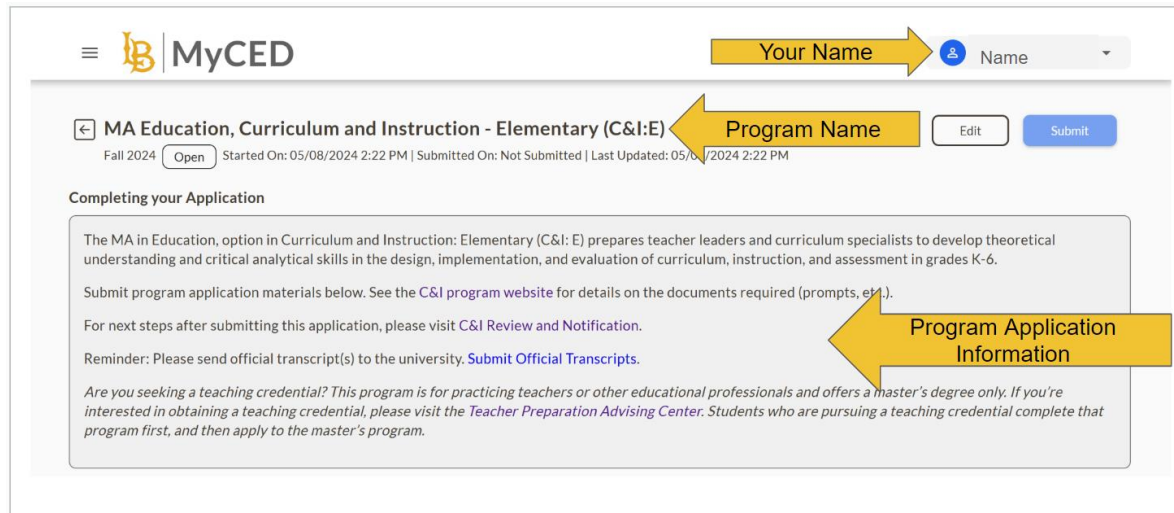 LB MyCED
Your Name
Name
MA Education, Curriculum and Instruction - Elementary (C&I:E)
Program Name
Edit
Submit
Fall 2024 Open Started On: 05/08/2024 2:22 PM | Submitted On: Not Submitted | Last Updated: 05/ /2024 2:22 PM
Completing your Application
The MA in Education, option in Curriculum and Instruction: Elementary (C&I: E) prepares teacher leaders and curriculum specialists to develop theoretical
understanding and critical analytical skills in the design, implementation, and evaluation of curriculum, instruction, and assessment in grades K-6.
Submit program application materials below. See the C&I program website for details on the documents required (prompts, etc.).
For next steps after submitting this application, please visit C&I Review and Notification.
Program Application
Information
Reminder: Please send official transcript(s) to the university. Submit Official Transcripts.
Are you seeking a teaching credential? This program is for practicing teachers or other educational professionals and offers a master's degree only. If you're
interested in obtaining a teaching credential, please visit the Teacher Preparation Advising Center. Students who are pursuing a teaching credential complete that
program first, and then apply to the master's program.